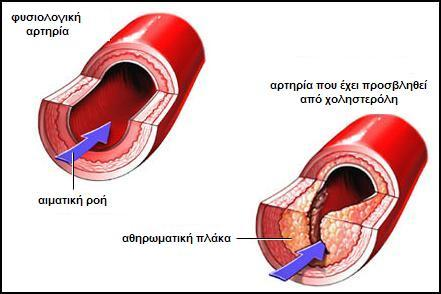 φυσιολογική
αρτηρία
αρτηρία που έχει προσβληθεί
από χοληστερόλη
αιματική ροή
αθηρωματική πλάκα